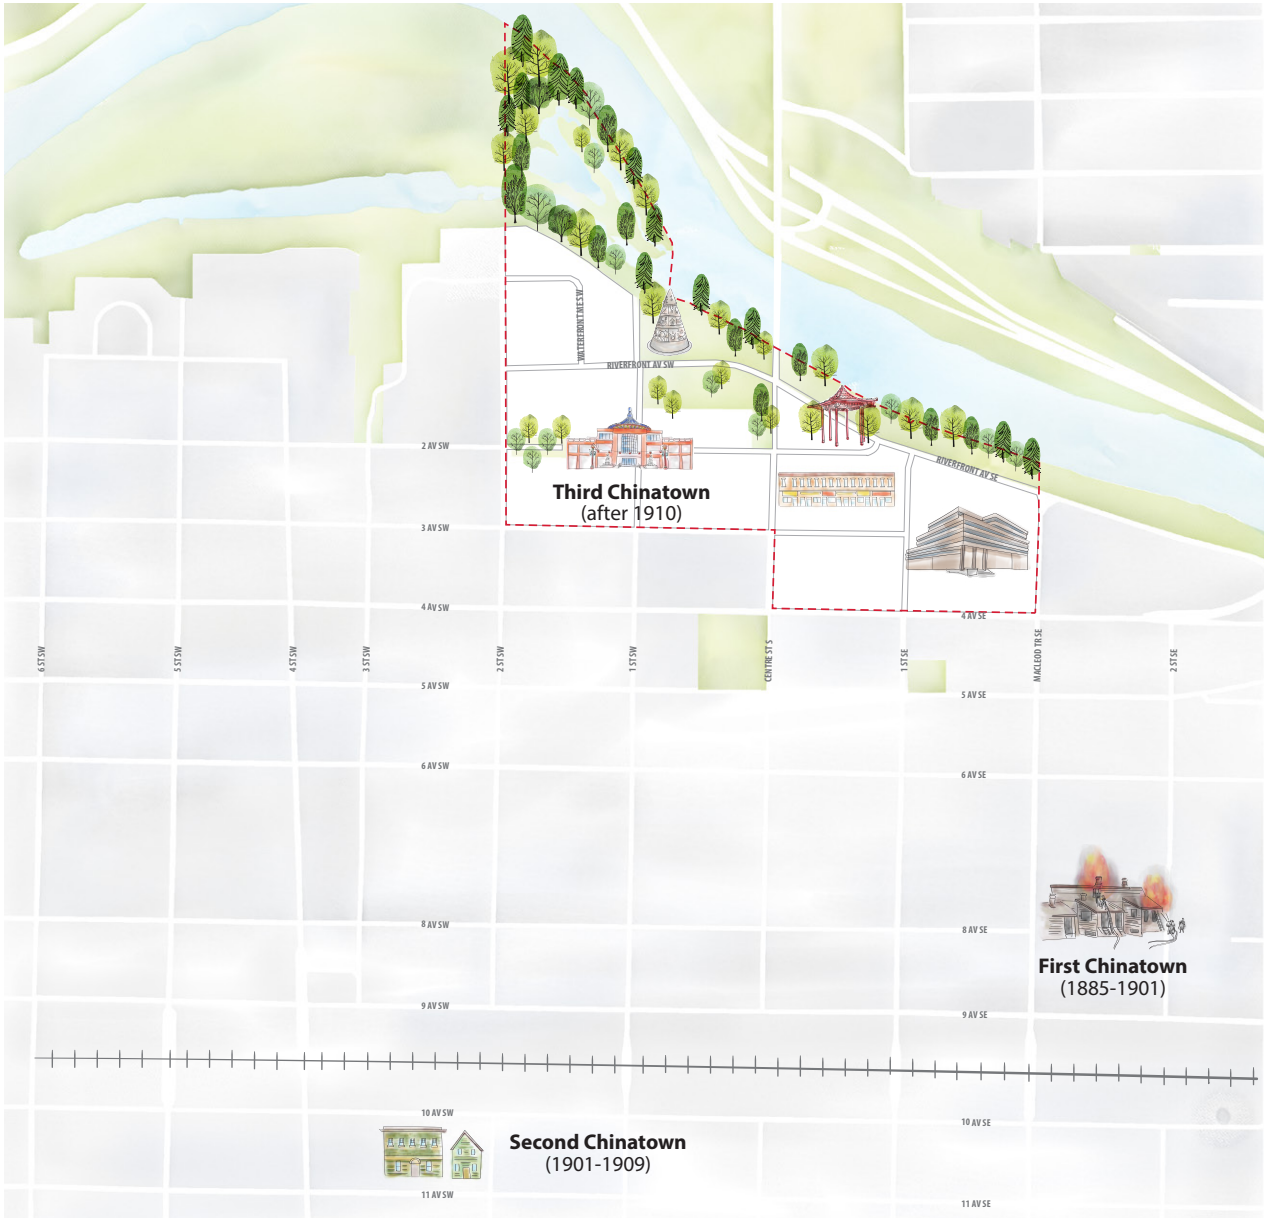 WATERFRONT ME SW
RIVERFRONT AV SW
2 AV SW
RIVERFRONT AV SE
Third Chinatown
(after 1910)
3 AV SW
4 AV SW
4 AV SE
6 ST SW
5 ST SW
4 ST SW
3 ST SW
2 ST SW
1 ST SW
CENTRE ST S
1 ST SE
MACLEOD TR SE
2 ST SE
5 AV SW
5 AV SE
6 AV SW
6 AV SE
8 AV SW
8 AV SE
First Chinatown
(1885-1901)
9 AV SW
9 AV SE
10 AV SW
10 AV SE
Second Chinatown
(1901-1909)
11 AV SW
11 AV SE